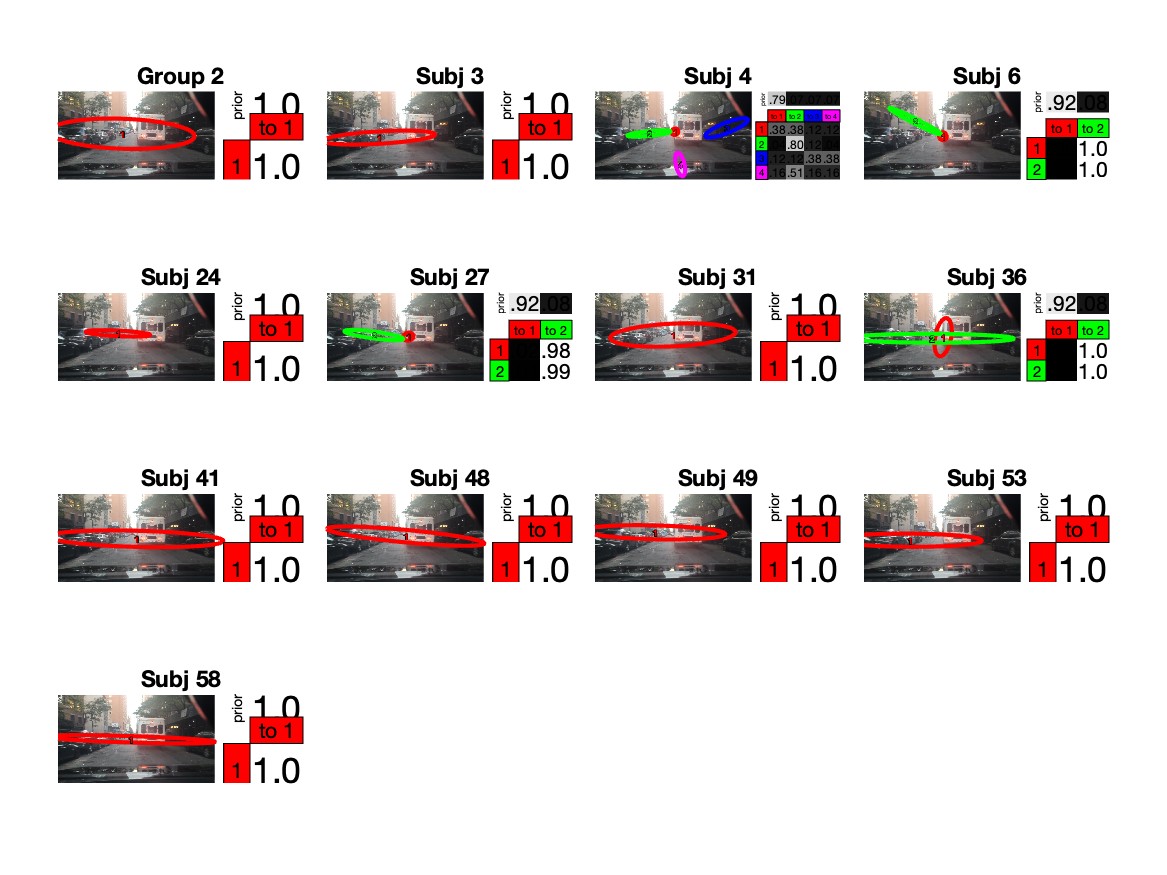 Group 2
prior 1.0
to 1
1 1.0
Subj 3
prior 1.0
to 1
1 1.0
Subj 4
prior .79 .07 .07 .07
to 1 to 2 to 4
1 .38 .38 .12 .12
2 .80 .12
.12 .12 .38 .38
4 .16 .51 .16 .16
Subj 6
prior .92 .08
to 1 to 2
1 1.0
2 1.0
Subj 24
prior 1.0
to 1
1 1.0
Subj 27
prior .92 .08
to 1 to 2
1 .98
2 .99
Subj 31
prior 1.0
to 1
1 1.0
Subj 36
prior .92 .08
to 1 to 2
1 1.0
2 1.0
Subj 41
prior 1.0
to 1
1 1.0
Subj 48
prior 1.0
to 1
1 1.0
Subj 49
prior 1.0
to 1
1 1.0
Subj 53
prior 1.0
to 1
1 1.0
Subj 58
prior 1.0
to 1
1 1.0